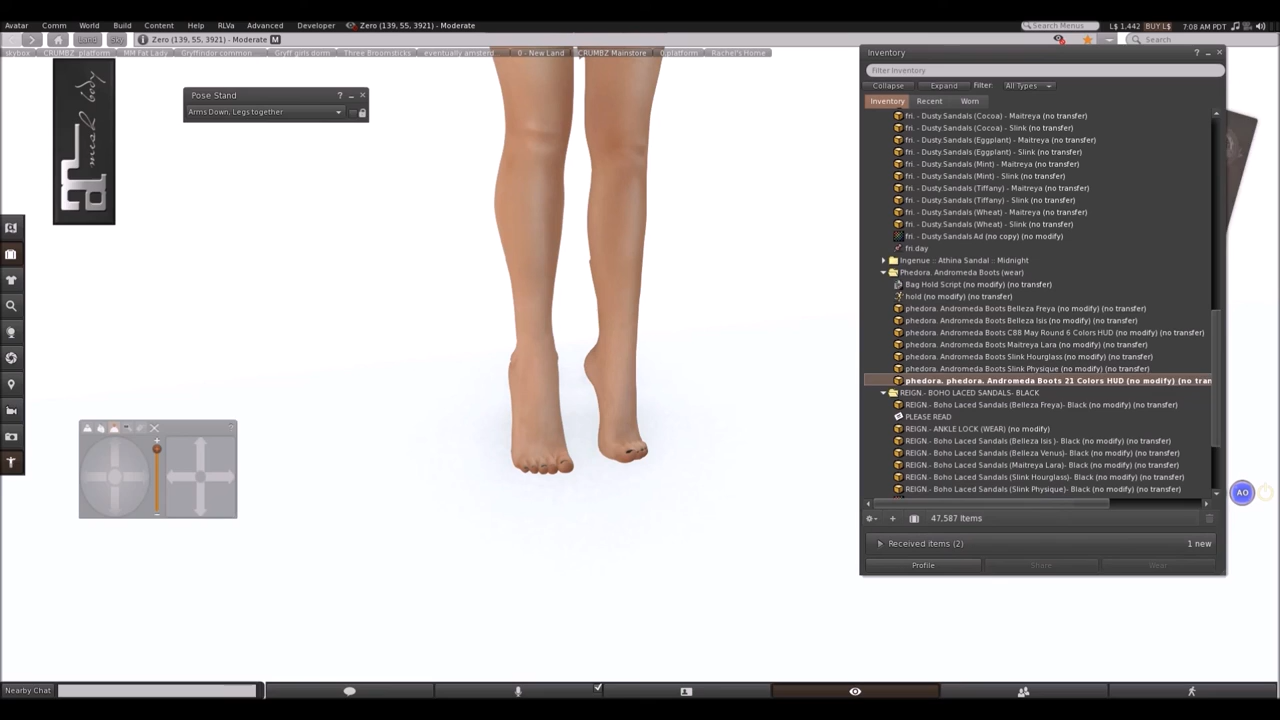 Avatar Comm World Build Content Help RLVa Advanced Developer Zero (139, 55, 3921) - Moderate Search Menus L$ 1,442 BUY L$ 7:08 AM PDT
Land Sky Zero (139, 55, 3921) - Moderate M Search
skybox CRUMBZ platform MM Fat Lady Gryffindor common Gryff girls dorm Three Broomsticks eventually amsterd 0 - New Land CRUMBZ Mainstore 0 platform Rachel's Home
mesh body
Pose Stand ?
Arms Down, Legs together
Inventory ?
Filter Inventory
Collapse Expand Filter: All Types
Inventory Recent Worn
fri. - Dusty.Sandals (Cocoa) - Maitreya (no transfer)
fri. - Dusty.Sandals (Cocoa) - Slink (no transfer)
fri. - Dusty.Sandals (Eggplant) - Maitreya (no transfer)
fri. - Dusty.Sandals (Eggplant) - Slink (no transfer)
fri. - Dusty.Sandals (Mint) - Maitreya (no transfer)
fri. - Dusty.Sandals (Mint) - Slink (no transfer)
fri. - Dusty.Sandals (Tiffany) - Maitreya (no transfer)
fri. - Dusty.Sandals (Tiffany) - Slink (no transfer)
fri. - Dusty.Sandals (Wheat) - Maitreya (no transfer)
fri. - Dusty.Sandals (Wheat) - Slink (no transfer)
fri. - Dusty.Sandals Ad (no copy) (no modify)
fri.day
Ingenue :: Athina Sandal :: Midnight
Phedora. Andromeda Boots (wear)
Bag Hold Script (no modify) (no transfer)
hold (no modify) (no transfer)
phedora. Andromeda Boots Belleza Freya (no modify) (no transfer)
phedora. Andromeda Boots Belleza Isis (no modify) (no transfer)
phedora. Andromeda Boots C88 May Round 6 Colors HUD (no modify) (no transfer)
phedora. Andromeda Boots Maitreya Lara (no modify) (no transfer)
phedora. Andromeda Boots Slink Hourglass (no modify) (no transfer)
phedora. Andromeda Boots Slink Physique (no modify) (no transfer)
phedora. phedora. Andromeda Boots 21 Colors HUD (no modify) (no tran
REIGN - BOHO LACED SANDALS- BLACK
REIGN.- Boho Laced Sandals (Belleza Freya)- Black (no modify) (no transfer)
PLEASE READ
REIGN.- ANKLE LOCK (WEAR) (no modify)
REIGN.- Boho Laced Sandals (Belleza Isis )- Black (no modify) (no transfer)
REIGN.- Boho Laced Sandals (Belleza Venus)- Black (no modify) (no transfer)
REIGN.- Boho Laced Sandals (Maitreya Lara)- Black (no modify) (no transfer)
REIGN.- Boho Laced Sandals (Slink Hourglass)- Black (no modify) (no transfer)
REIGN.- Boho Laced Sandals (Slink Physique)- Black (no modify) (no transfer)
AO
47,587 Items
Received items (2) 1 new
Profile Share Wear
?
Nearby Chat